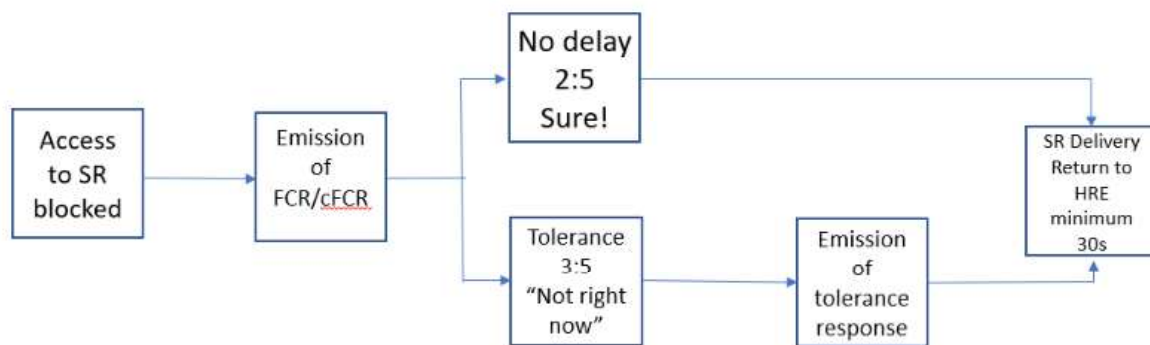 Access
to SR
blocked
Emission
of
FCR/cFCR
No delay
2:5
Sure!
Tolerance
3:5
“Not right
now”
Emission
of
tolerance
response
SR Delivery
Return to
HRE
minimum
30s